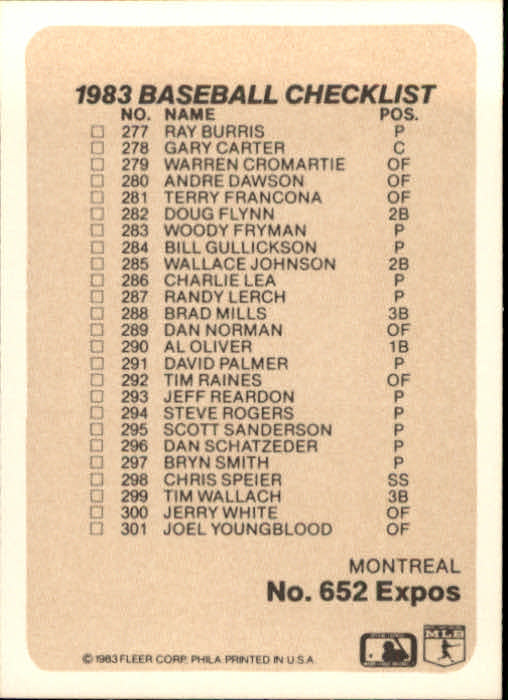 1983 BASEBALL CHECKLIST
NO. NAME POS.
277 RAY BURRIS P
278 GARY CARTER C
279 WARREN CROMARTIE OF
280 ANDRE DAWSON OF
281 TERRY FRANCONA OF
282 DOUG FLYNN 2B
283 WOODY FRYMAN P
284 BILL GULLICKSON P
285 WALLACE JOHNSON 2B
286 CHARLIE LEA P
287 RANDY LERCH P
288 BRAD MILLS 3B
289 DAN NORMAN OF
290 AL OLIVER 1B
291 DAVID PALMER P
292 TIM RAINES OF
293 JEFF REARDON P
294 STEVE ROGERS P
295 SCOTT SANDERSON P
296 DAN SCHATZEDER P
297 BRYN SMITH P
298 CHRIS SPEIER SS
299 TIM WALLACH 3B
300 JERRY WHITE OF
301 JOEL YOUNGBLOOD OF
MONTREAL
No. 652 Expos
© 1983 FLEER CORP. PHILA. PRINTED IN U.S.A.
MLB